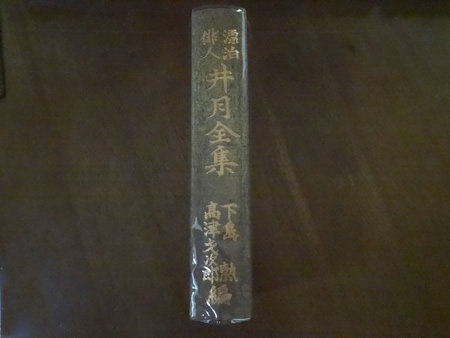 漂泊
俳人
井月全集
下島 勲
高津才次郎編